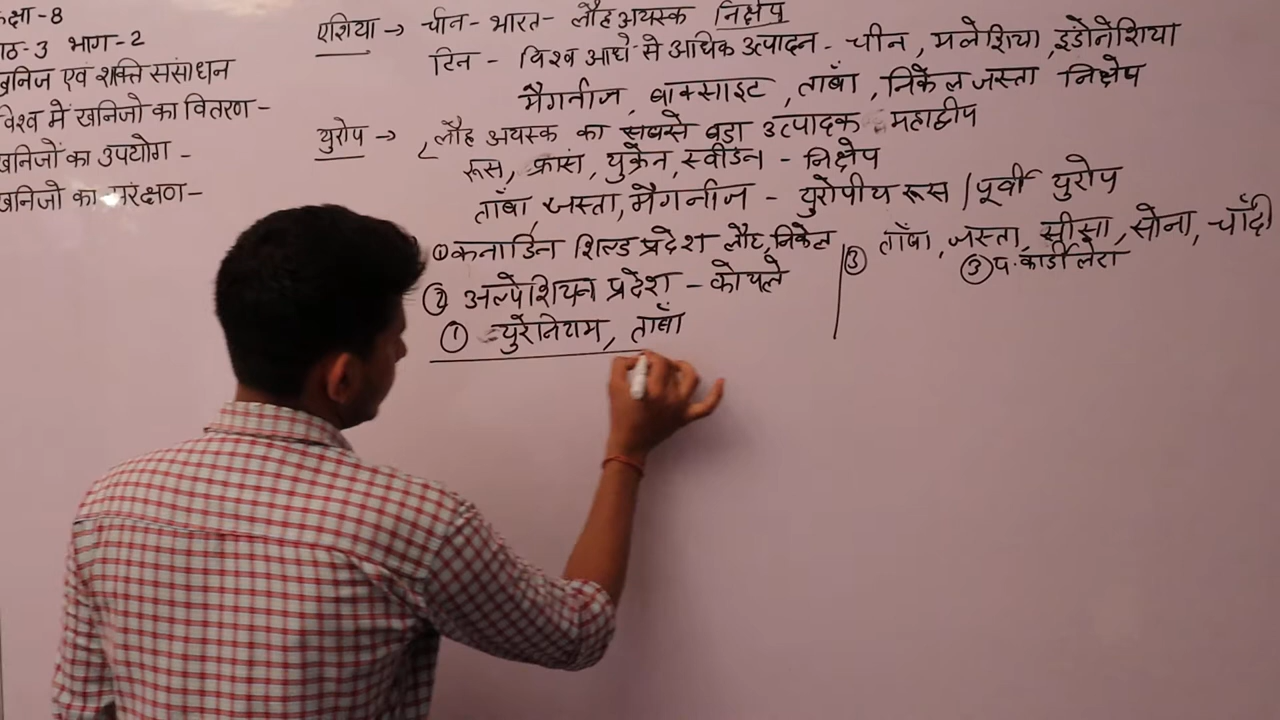 क्षा-8
ाठ-3 भाग-2
खनिज एवं शक्ति संसाधन
विश्व में खनिजो का वितरण-
खनिजों का उपयोग -
खनिजो का संरक्षण-
एशिया → चीन - भारत - लौह अयस्क निक्षेप
टिन - विश्व आधे से अधिक उत्पादन - चीन, मलेशिया, इंडोनेशिया
मैगनीज, बाक्साइट, ताँबा, निकेल जस्ता निक्षेप
युरोप → लौह अयस्क का सबसे बड़ा उत्पादक महाद्वीप
रूस, फ्रांस, युक्रेन, स्वीडन - निक्षेप
ताँबा, जस्ता, मैगनीज - युरोपीय रूस / पूर्वी युरोप
① कनाडिन शिल्ड प्रदेश लौह, निकेल
② अल्पेशियन प्रदेश - कोयले
① युरेनियम, ताँबा
③ ताँबा, जस्ता, सीसा, सोना, चाँदी
③ प. कार्डीलेरा